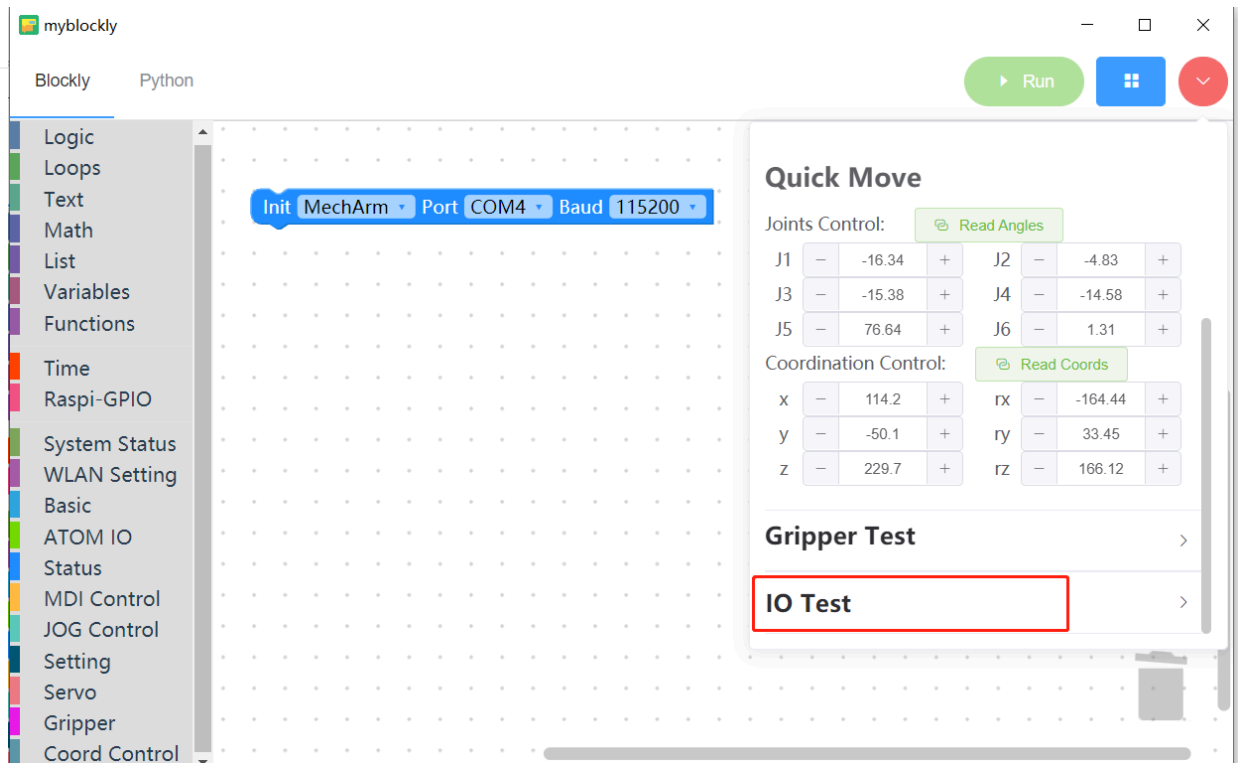 myblockly
Blockly Python Run
Logic
Loops
Text
Math
List
Variables
Functions
Time
Raspi-GPIO
System Status
WLAN Setting
Basic
ATOM IO
Status
MDI Control
JOG Control
Setting
Servo
Gripper
Coord Control
Init MechArm Port COM4 Baud 115200
Quick Move
Joints Control: Read Angles
J1 − -16.34 + J2 − -4.83 +
J3 − -15.38 + J4 − -14.58 +
J5 − 76.64 + J6 − 1.31 +
Coordination Control: Read Coords
x − 114.2 + rx − -164.44 +
y − -50.1 + ry − 33.45 +
z − 229.7 + rz − 166.12 +
Gripper Test
IO Test